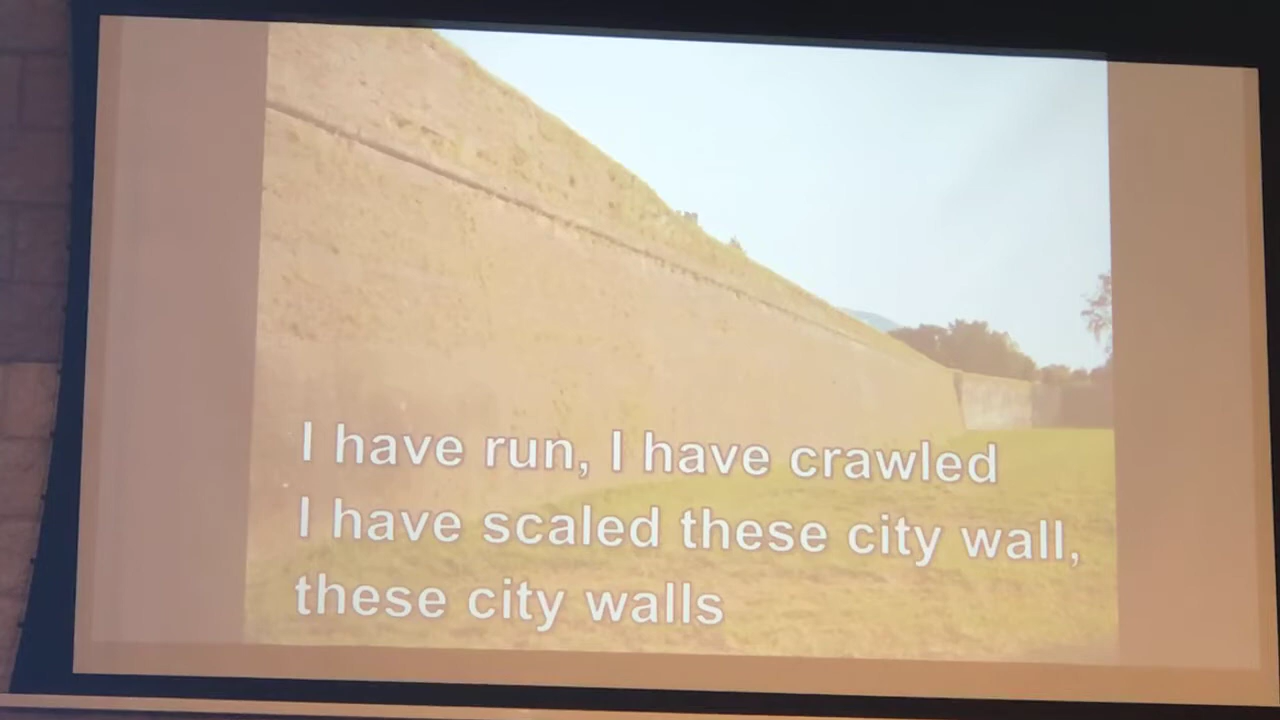 I have run, I have crawled
I have scaled these city wall,
these city walls